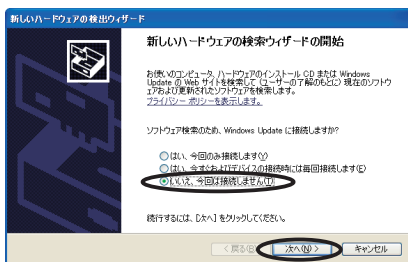 新しいハードウェアの検出ウィザード
新しいハードウェアの検索ウィザードの開始
お使いのコンピュータ、ハードウェアのインストール CD または Windows
Update の Web サイトを検索して (ユーザーの了解のもとに) 現在のソフトウ
ェアおよび更新されたソフトウェアを検索します。
プライバシー ポリシーを表示します。
ソフトウェア検索のため、Windows Update に接続しますか?
はい、今回のみ接続します(Y)
はい、今すぐおよびデバイスの接続時には毎回接続します(E)
いいえ、今回は接続しません(T)
続行するには、[次へ] をクリックしてください。
< 戻る(B) 次へ(N) > キャンセル